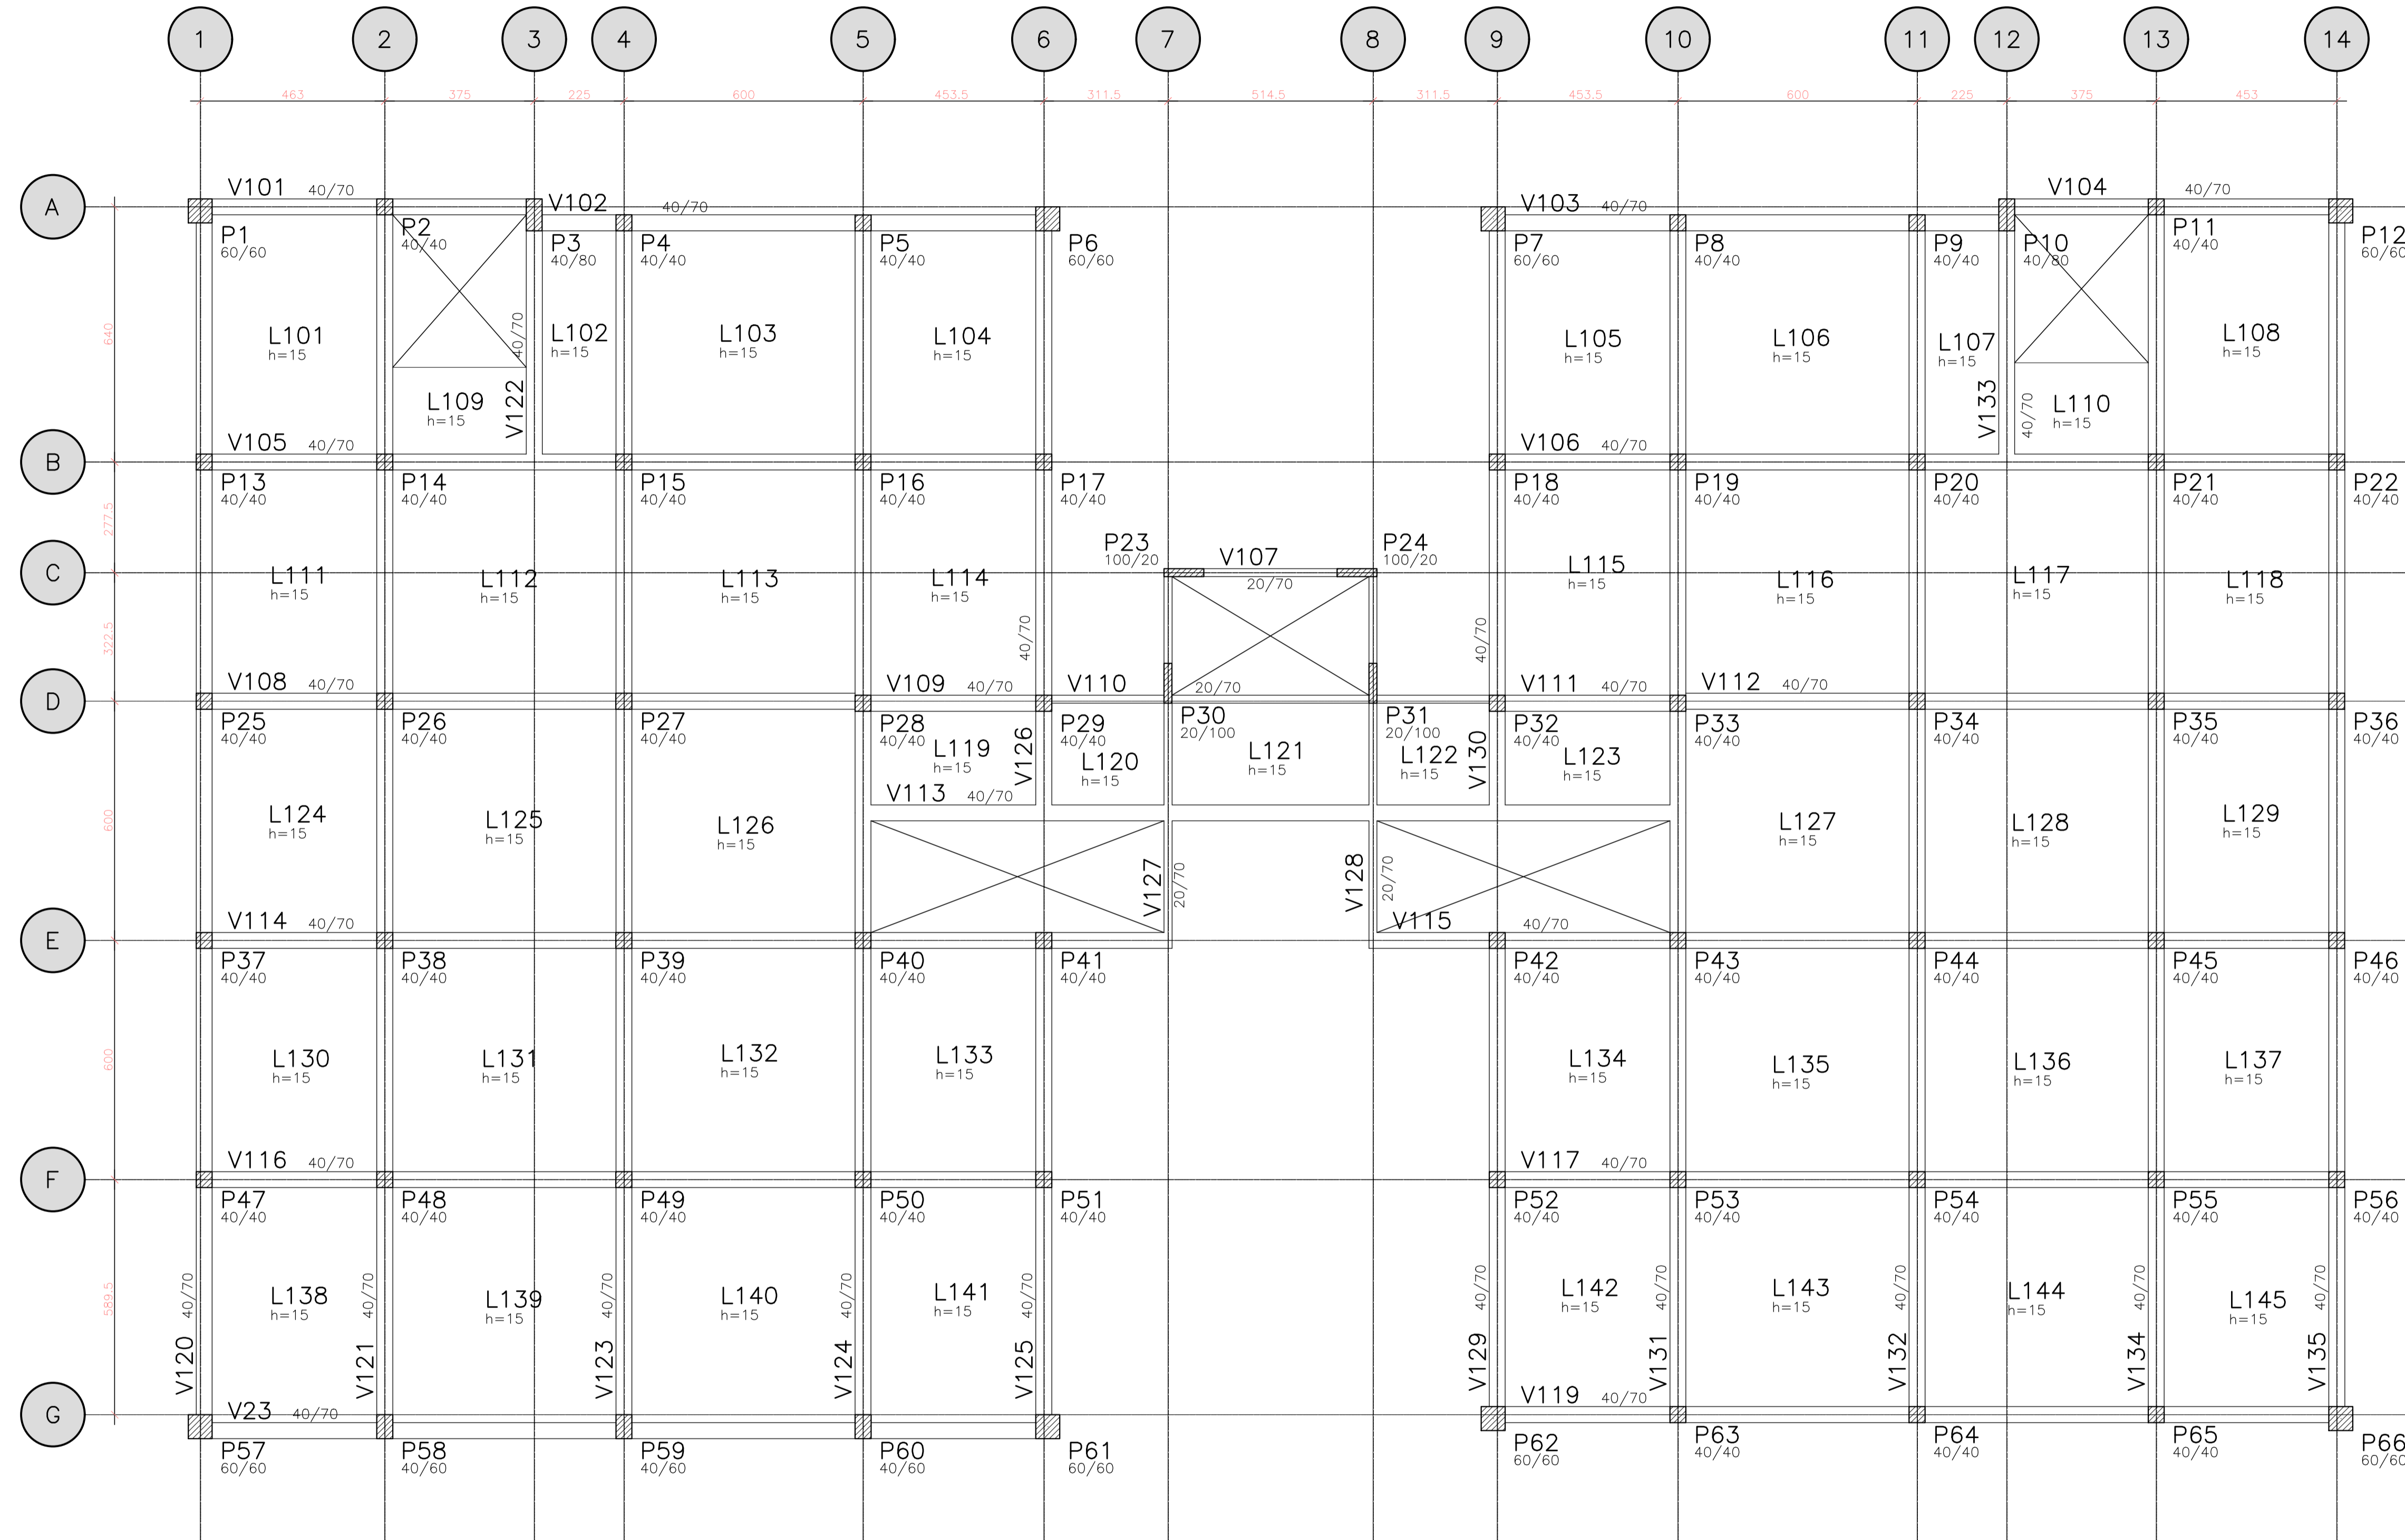 1 2 3 4 5 6 7 8 9 10 11 12 13 14
463 375 225 600 453.5 311.5 514.5 311.5 453.5 600 225 375 453
V101 40/70
V102 40/70
V103 40/70
V104 40/70
A
P1
60/60
P2
40/40
P3
40/80
P4
40/40
P5
40/40
P6
60/60
P7
60/60
P8
40/40
P9
40/40
P10
40/80
P11
40/40
P12
60/60
640
L101
h=15
40/70
V122
L102
h=15
L103
h=15
L104
h=15
L105
h=15
L106
h=15
L107
h=15
V133
40/70
L108
h=15
L109
h=15
L110
h=15
V105 40/70
V106 40/70
B
P13
40/40
P14
40/40
P15
40/40
P16
40/40
P17
40/40
P18
40/40
P19
40/40
P20
40/40
P21
40/40
P22
40/40
277.5
P23
100/20
V107
20/70
P24
100/20
C
L111
h=15
L112
h=15
L113
h=15
L114
h=15
L115
h=15
L116
h=15
L117
h=15
L118
h=15
322.5
40/70
40/70
V108 40/70
V109 40/70
V110 20/70
V111 40/70
V112 40/70
D
P25
40/40
P26
40/40
P27
40/40
P28
40/40
P29
40/40
P30
20/100
P31
20/100
P32
40/40
P33
40/40
P34
40/40
P35
40/40
P36
40/40
L119
h=15
V126
L120
h=15
L121
h=15
L122
h=15
V130
L123
h=15
V113 40/70
600
L124
h=15
L125
h=15
L126
h=15
V127
20/70
V128
20/70
L127
h=15
L128
h=15
L129
h=15
V114 40/70
V115 40/70
E
P37
40/40
P38
40/40
P39
40/40
P40
40/40
P41
40/40
P42
40/40
P43
40/40
P44
40/40
P45
40/40
P46
40/40
600
L130
h=15
L131
h=15
L132
h=15
L133
h=15
L134
h=15
L135
h=15
L136
h=15
L137
h=15
V116 40/70
V117 40/70
F
P47
40/40
P48
40/40
P49
40/40
P50
40/40
P51
40/40
P52
40/40
P53
40/40
P54
40/40
P55
40/40
P56
40/40
589.5
V120
40/70
L138
h=15
V121
40/70
L139
h=15
V123
40/70
L140
h=15
V124
40/70
L141
h=15
V125
40/70
V129
40/70
L142
h=15
V131
40/70
L143
h=15
V132
40/70
L144
h=15
V134
40/70
L145
h=15
V135
40/70
V23 40/70
V119 40/70
G
P57
60/60
P58
40/60
P59
40/60
P60
40/60
P61
60/60
P62
60/60
P63
40/40
P64
40/40
P65
40/40
P66
60/60